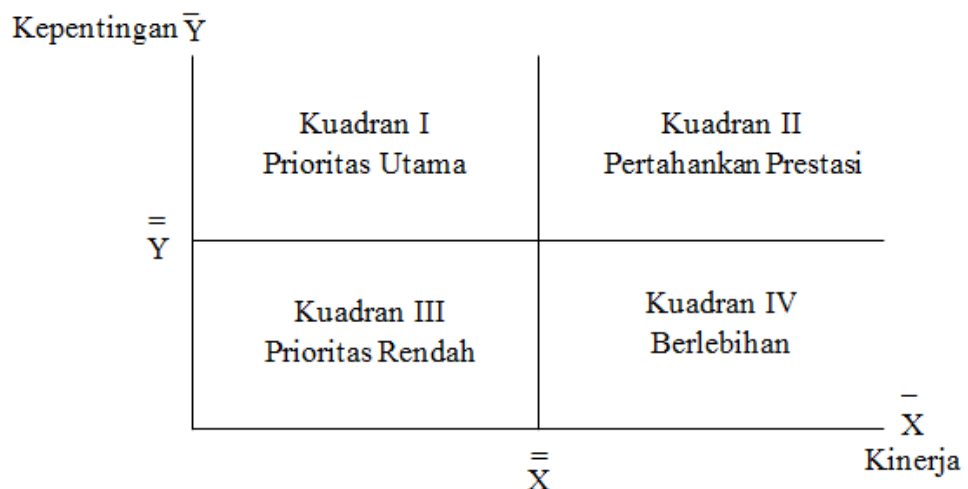 Kepentingan Y̅
Kuadran I
Prioritas Utama
Kuadran II
Pertahankan Prestasi
Y̿
Kuadran III
Prioritas Rendah
Kuadran IV
Berlebihan
X̅
Kinerja
X̿